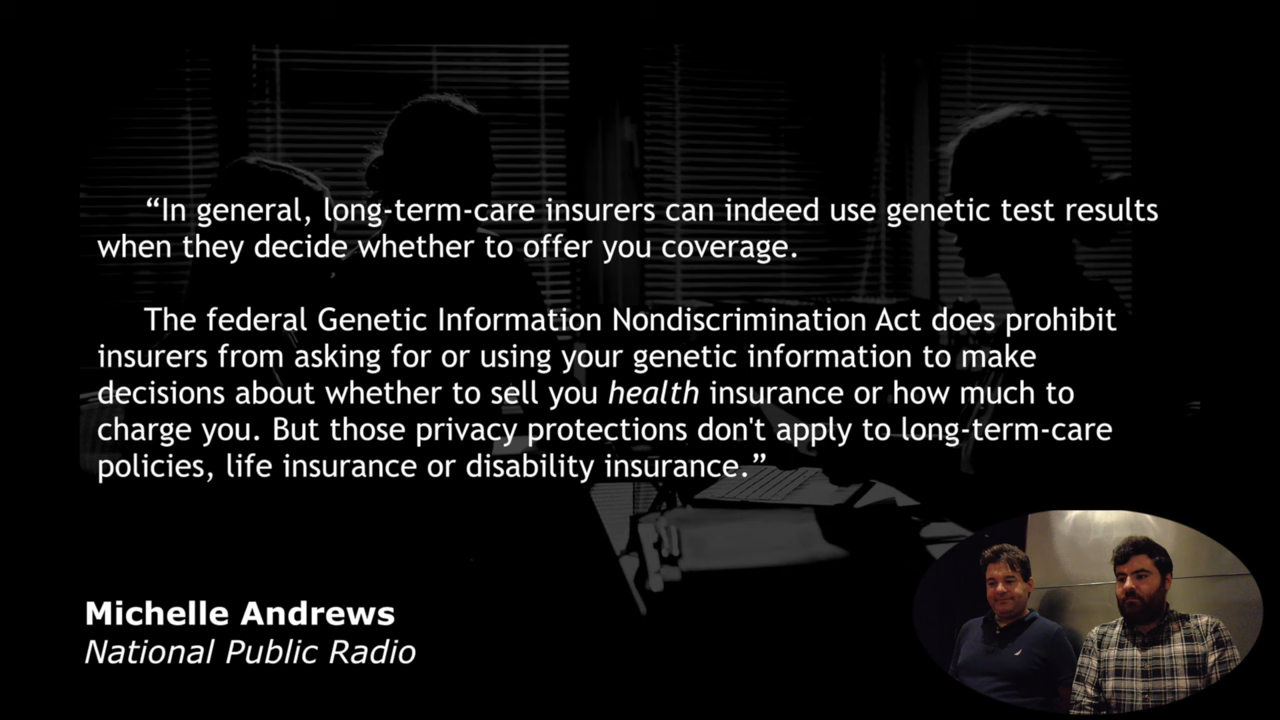 “In general, long-term-care insurers can indeed use genetic test results
when they decide whether to offer you coverage.
The federal Genetic Information Nondiscrimination Act does prohibit
insurers from asking for or using your genetic information to make
decisions about whether to sell you health insurance or how much to
charge you. But those privacy protections don't apply to long-term-care
policies, life insurance or disability insurance.”
Michelle Andrews
National Public Radio